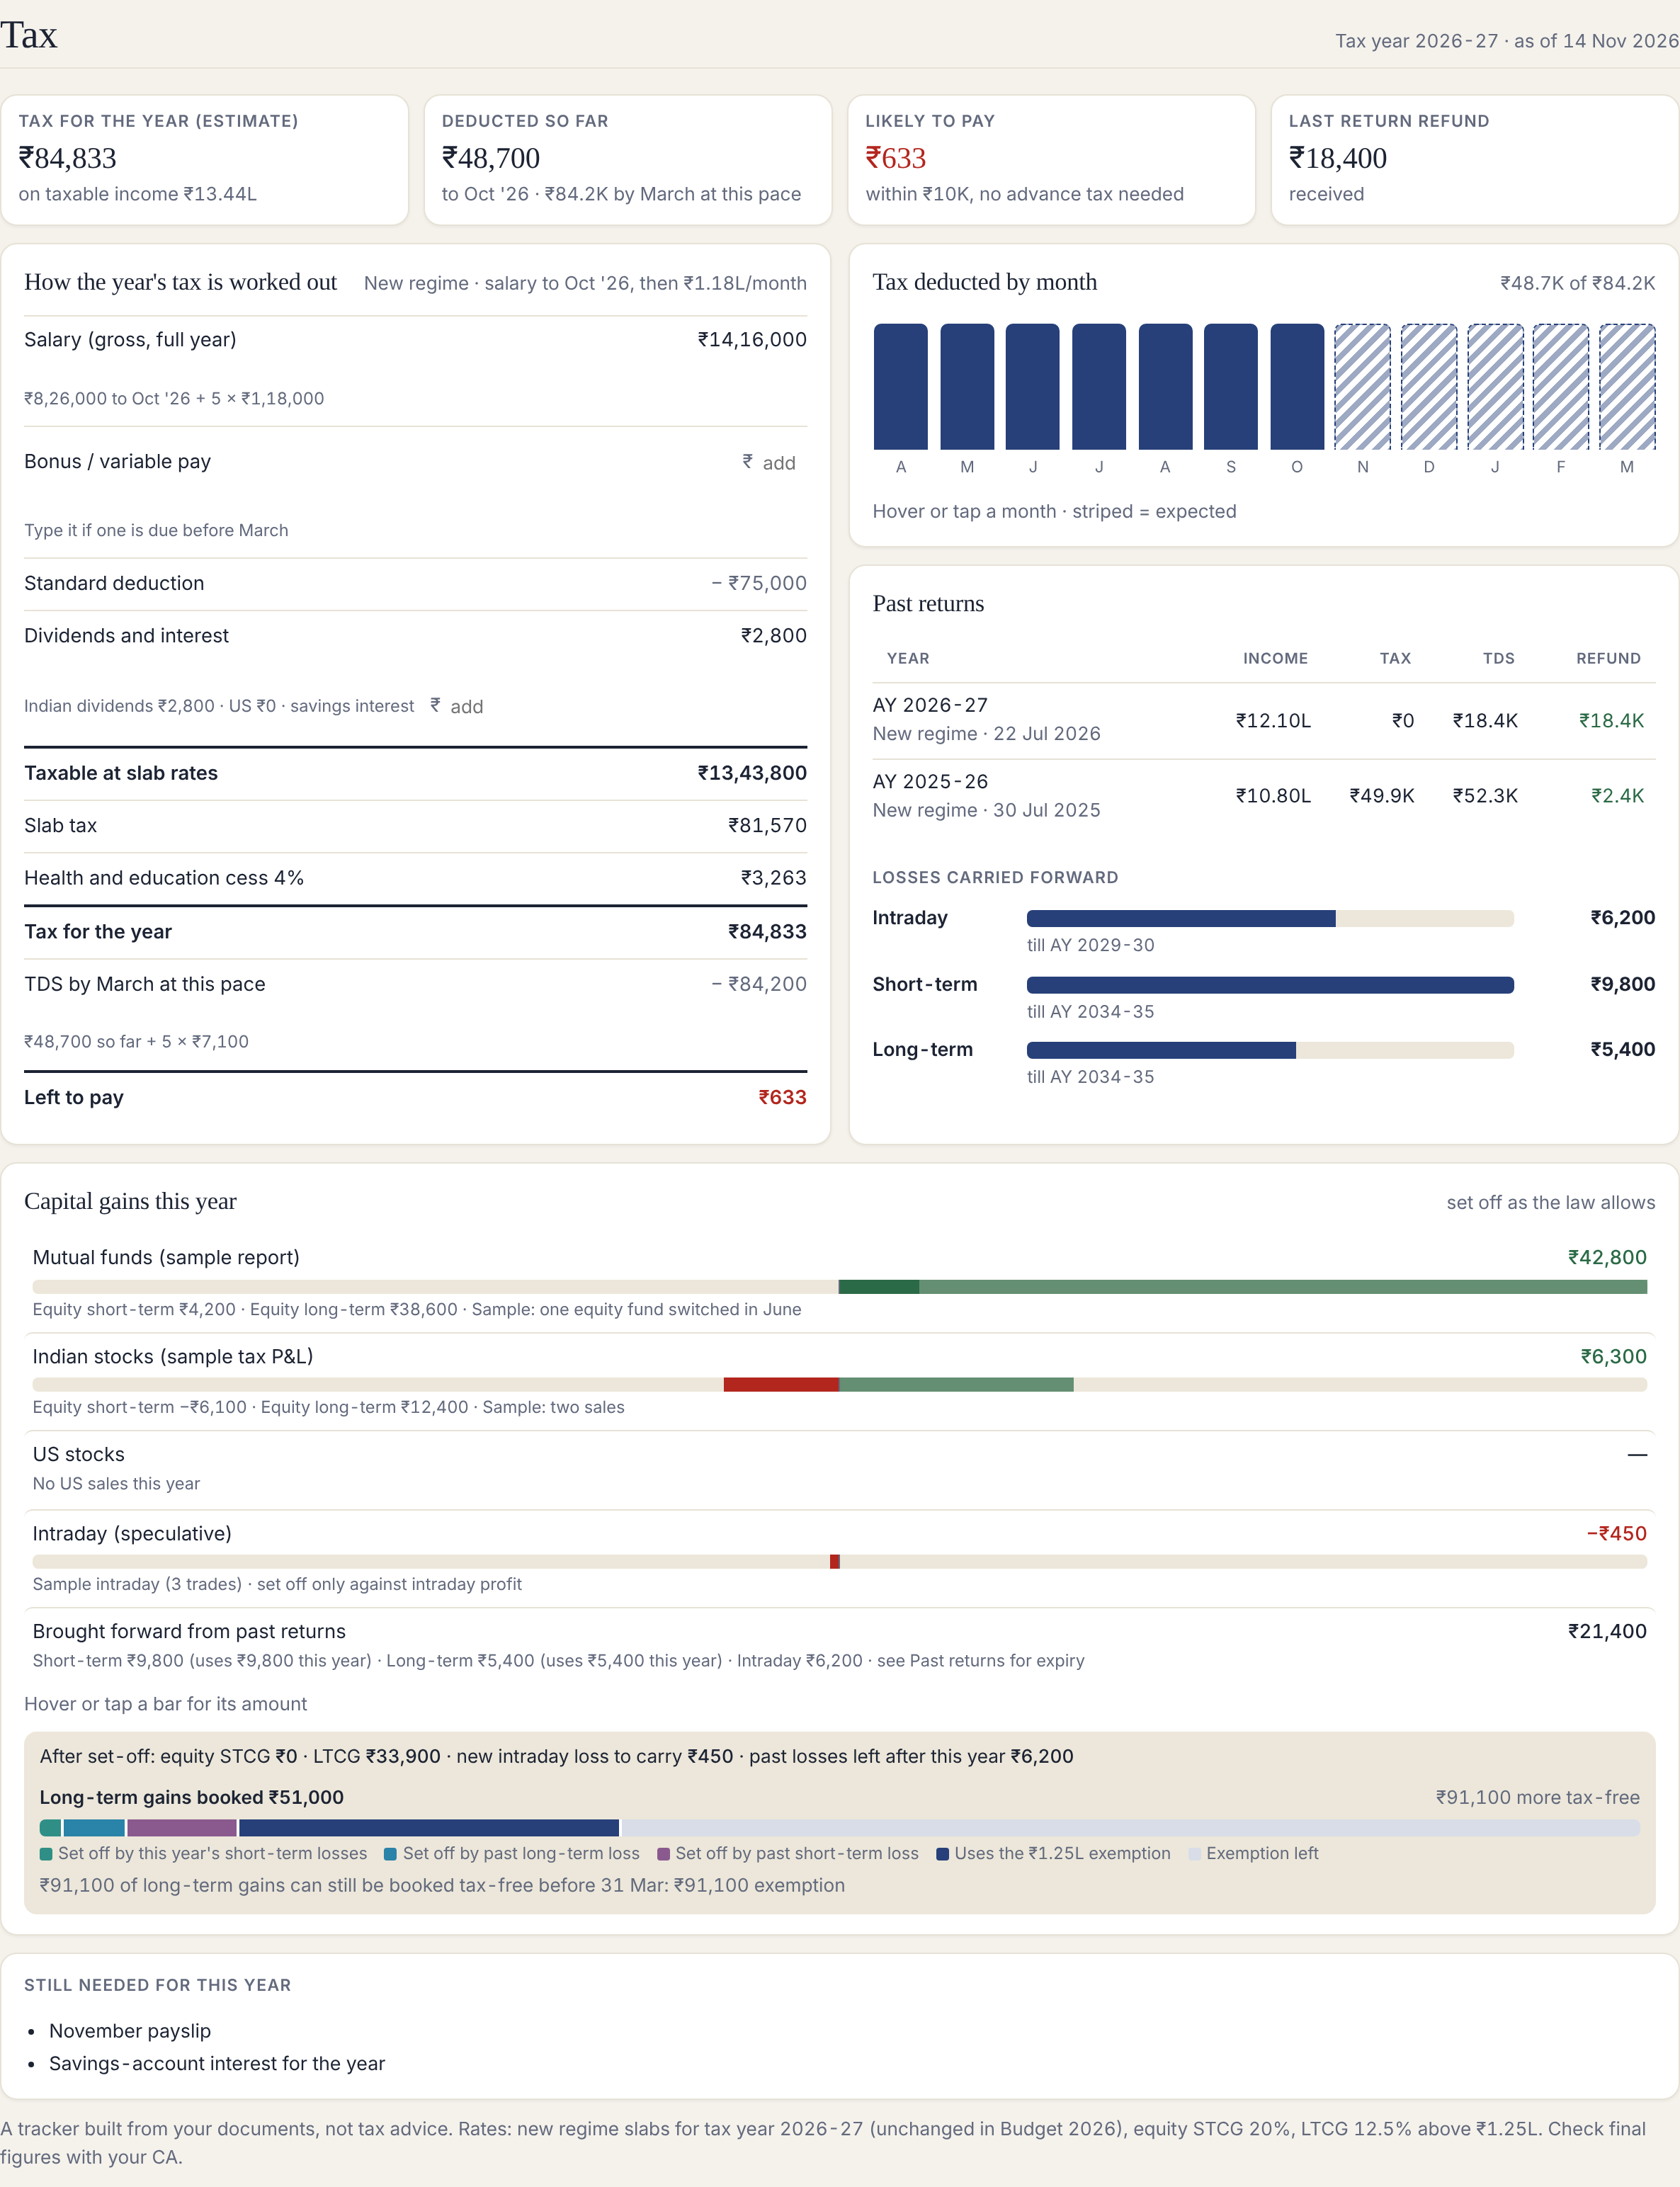 Tax
Tax year 2026-27 · as of 14 Nov 2026
TAX FOR THE YEAR (ESTIMATE)
₹84,833
on taxable income ₹13.44L
DEDUCTED SO FAR
₹48,700
to Oct '26 · ₹84.2K by March at this pace
LIKELY TO PAY
₹633
within ₹10K, no advance tax needed
LAST RETURN REFUND
₹18,400
received
How the year's tax is worked out
New regime · salary to Oct '26, then ₹1.18L/month
Salary (gross, full year) ₹14,16,000
₹8,26,000 to Oct '26 + 5 × ₹1,18,000
Bonus / variable pay ₹ add
Type it if one is due before March
Standard deduction − ₹75,000
Dividends and interest ₹2,800
Indian dividends ₹2,800 · US ₹0 · savings interest ₹ add
Taxable at slab rates ₹13,43,800
Slab tax ₹81,570
Health and education cess 4% ₹3,263
Tax for the year ₹84,833
TDS by March at this pace − ₹84,200
₹48,700 so far + 5 × ₹7,100
Left to pay ₹633
Tax deducted by month ₹48.7K of ₹84.2K
A M J J A S O N D J F M
Hover or tap a month · striped = expected
Past returns
YEAR INCOME TAX TDS REFUND
AY 2026-27 ₹12.10L ₹0 ₹18.4K ₹18.4K
New regime · 22 Jul 2026
AY 2025-26 ₹10.80L ₹49.9K ₹52.3K ₹2.4K
New regime · 30 Jul 2025
LOSSES CARRIED FORWARD
Intraday ₹6,200
till AY 2029-30
Short-term ₹9,800
till AY 2034-35
Long-term ₹5,400
till AY 2034-35
Capital gains this year set off as the law allows
Mutual funds (sample report) ₹42,800
Equity short-term ₹4,200 · Equity long-term ₹38,600 · Sample: one equity fund switched in June
Indian stocks (sample tax P&L) ₹6,300
Equity short-term −₹6,100 · Equity long-term ₹12,400 · Sample: two sales
US stocks —
No US sales this year
Intraday (speculative) −₹450
Sample intraday (3 trades) · set off only against intraday profit
Brought forward from past returns ₹21,400
Short-term ₹9,800 (uses ₹9,800 this year) · Long-term ₹5,400 (uses ₹5,400 this year) · Intraday ₹6,200 · see Past returns for expiry
Hover or tap a bar for its amount
After set-off: equity STCG ₹0 · LTCG ₹33,900 · new intraday loss to carry ₹450 · past losses left after this year ₹6,200
Long-term gains booked ₹51,000 ₹91,100 more tax-free
Set off by this year's short-term losses Set off by past long-term loss Set off by past short-term loss Uses the ₹1.25L exemption Exemption left
₹91,100 of long-term gains can still be booked tax-free before 31 Mar: ₹91,100 exemption
STILL NEEDED FOR THIS YEAR
• November payslip
• Savings-account interest for the year
A tracker built from your documents, not tax advice. Rates: new regime slabs for tax year 2026-27 (unchanged in Budget 2026), equity STCG 20%, LTCG 12.5% above ₹1.25L. Check final
figures with your CA.